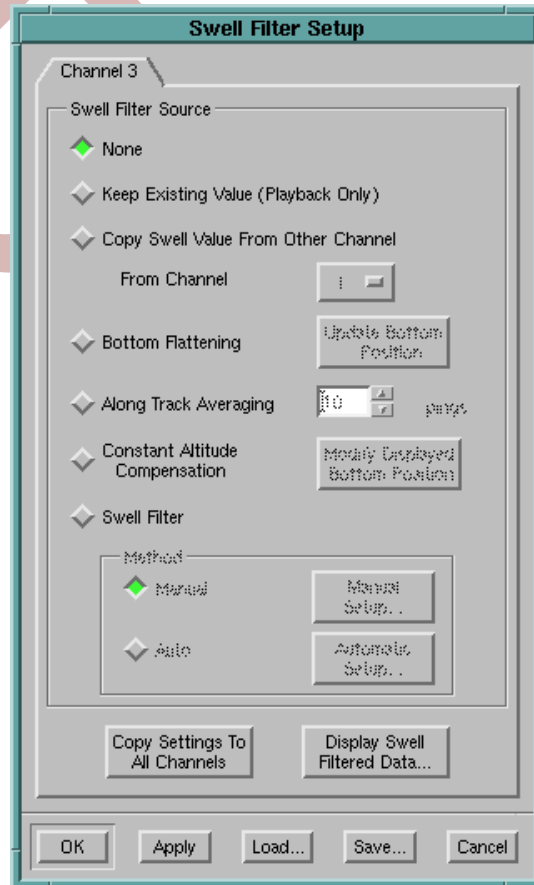 Swell Filter Setup
Channel 3
Swell Filter Source
None
Keep Existing Value (Playback Only)
Copy Swell Value From Other Channel
From Channel
1
Bottom Flattening
Update Bottom
Position
Along Track Averaging
10
pings
Constant Altitude
Compensation
Modify Displayed
Bottom Position
Swell Filter
Method
Manual
Manual
Setup..
Auto
Automatic
Setup..
Copy Settings To
All Channels
Display Swell
Filtered Data...
OK
Apply
Load...
Save...
Cancel